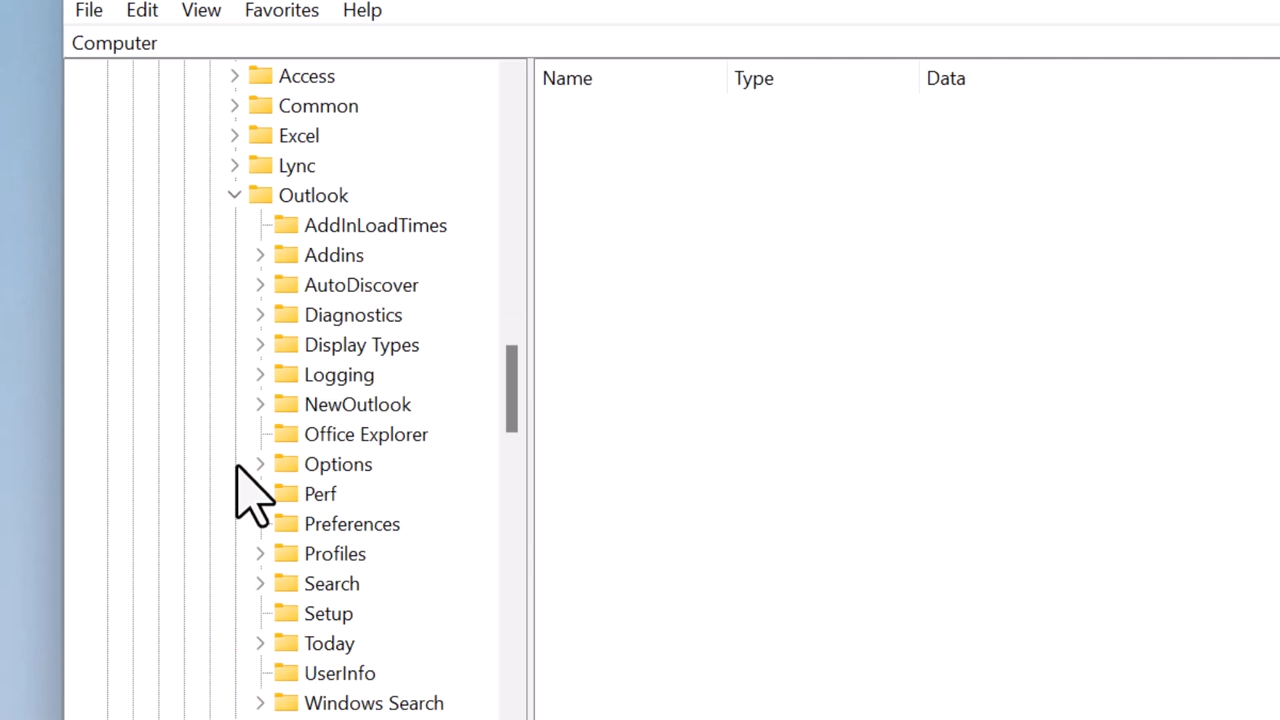 File Edit View Favorites Help
Computer
Name Type Data
Access
Common
Excel
Lync
Outlook
AddInLoadTimes
Addins
AutoDiscover
Diagnostics
Display Types
Logging
NewOutlook
Office Explorer
Options
Perf
Preferences
Profiles
Search
Setup
Today
UserInfo
Windows Search